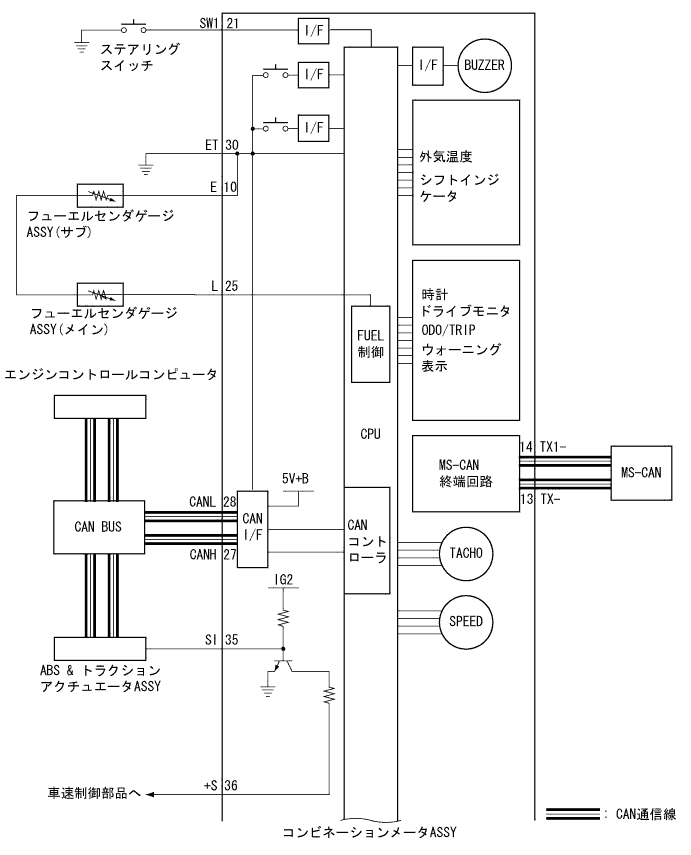 SW1 21
I/F
ステアリング
スイッチ
I/F
I/F
BUZZER
I/F
I/F
外気温度
シフトインジ
ケータ
ET 30
E 10
フューエルセンダゲージ
ASSY(サブ)
L 25
フューエルセンダゲージ
ASSY(メイン)
時計
ドライブモニタ
ODO/TRIP
ウォーニング
表示
FUEL
制御
エンジンコントロールコンピュータ
CPU
14 TX1-
MS-CAN
終端回路
MS-CAN
13 TX-
5V+B
CANL 28
CAN BUS
CAN
I/F
CANH 27
CAN
コント
ローラ
TACHO
IG2
SPEED
SI 35
ABS & トラクション
アクチュエータASSY
+S 36
車速制御部品へ
: CAN通信線
コンビネーションメータASSY